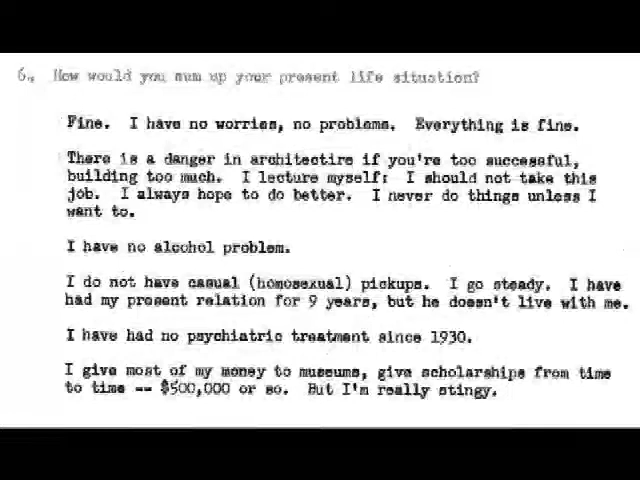 6. How would you sum up your present life situation?
Fine. I have no worries, no problems. Everything is fine.
There is a danger in architectire if you're too successful,
building too much. I lecture myself: I should not take this
job. I always hope to do better. I never do things unless I
want to.
I have no alcohol problem.
I do not have casual (homosexual) pickups. I go steady. I have
had my present relation for 9 years, but he doesn't live with me.
I have had no psychiatric treatment since 1930.
I give most of my money to museums, give scholarships from time
to time -- $500,000 or so. But I'm really stingy.